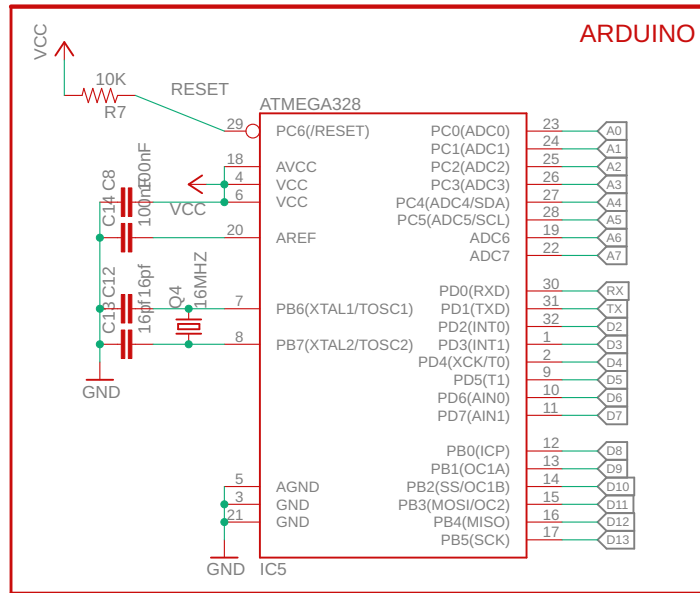 ARDUINO
VCC
10K
R7
RESET
ATMEGA328
29 PC6(/RESET) PC0(ADC0) 23 A0
PC1(ADC1) 24 A1
18 AVCC PC2(ADC2) 25 A2
4 VCC PC3(ADC3) 26 A3
6 VCC PC4(ADC4/SDA) 27 A4
PC5(ADC5/SCL) 28 A5
20 AREF ADC6 19 A6
ADC7 22 A7
VCC
C8 100nF
C14 100nF
C12 16pf
C13 16pf
Q4
16MHZ
PD0(RXD) 30 RX
7 PB6(XTAL1/TOSC1) PD1(TXD) 31 TX
PD2(INT0) 32 D2
8 PB7(XTAL2/TOSC2) PD3(INT1) 1 D3
PD4(XCK/T0) 2 D4
PD5(T1) 9 D5
PD6(AIN0) 10 D6
PD7(AIN1) 11 D7
GND
PB0(ICP) 12 D8
PB1(OC1A) 13 D9
5 AGND PB2(SS/OC1B) 14 D10
3 GND PB3(MOSI/OC2) 15 D11
21 GND PB4(MISO) 16 D12
PB5(SCK) 17 D13
GND
IC5